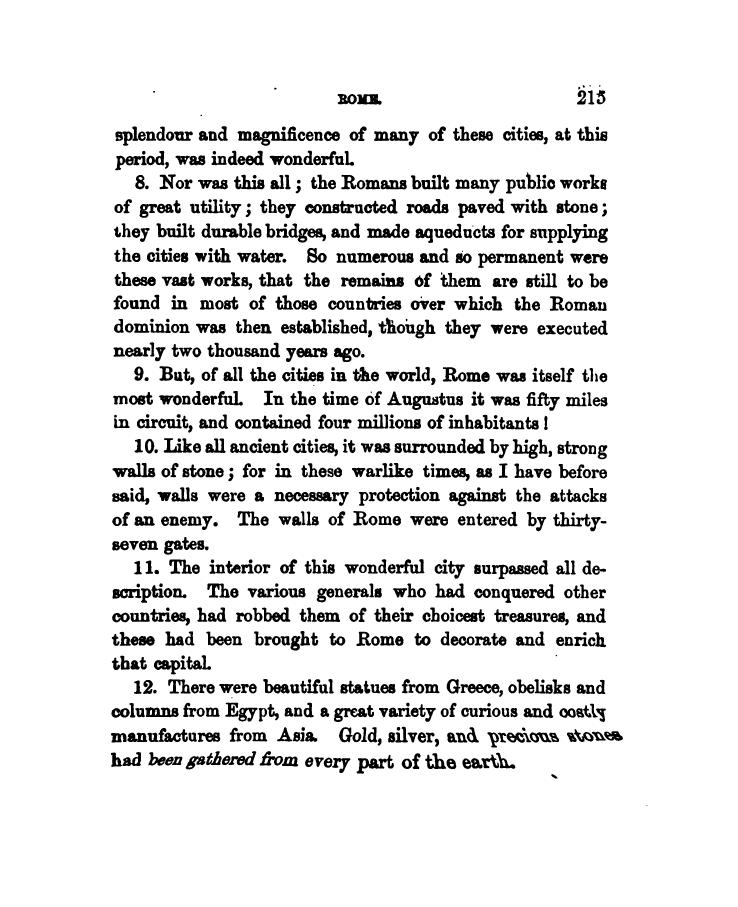 ROME. 215
splendour and magnificence of many of these cities, at this
period, was indeed wonderful.
8. Nor was this all; the Romans built many public works
of great utility; they constructed roads paved with stone;
they built durable bridges, and made aqueducts for supplying
the cities with water. So numerous and so permanent were
these vast works, that the remains of them are still to be
found in most of those countries over which the Roman
dominion was then established, though they were executed
nearly two thousand years ago.
9. But, of all the cities in the world, Rome was itself the
most wonderful. In the time of Augustus it was fifty miles
in circuit, and contained four millions of inhabitants!
10. Like all ancient cities, it was surrounded by high, strong
walls of stone; for in these warlike times, as I have before
said, walls were a necessary protection against the attacks
of an enemy. The walls of Rome were entered by thirty-
seven gates.
11. The interior of this wonderful city surpassed all de-
scription. The various generals who had conquered other
countries, had robbed them of their choicest treasures, and
these had been brought to Rome to decorate and enrich
that capital.
12. There were beautiful statues from Greece, obelisks and
columns from Egypt, and a great variety of curious and costly
manufactures from Asia. Gold, silver, and precious stones
had been gathered from every part of the earth.